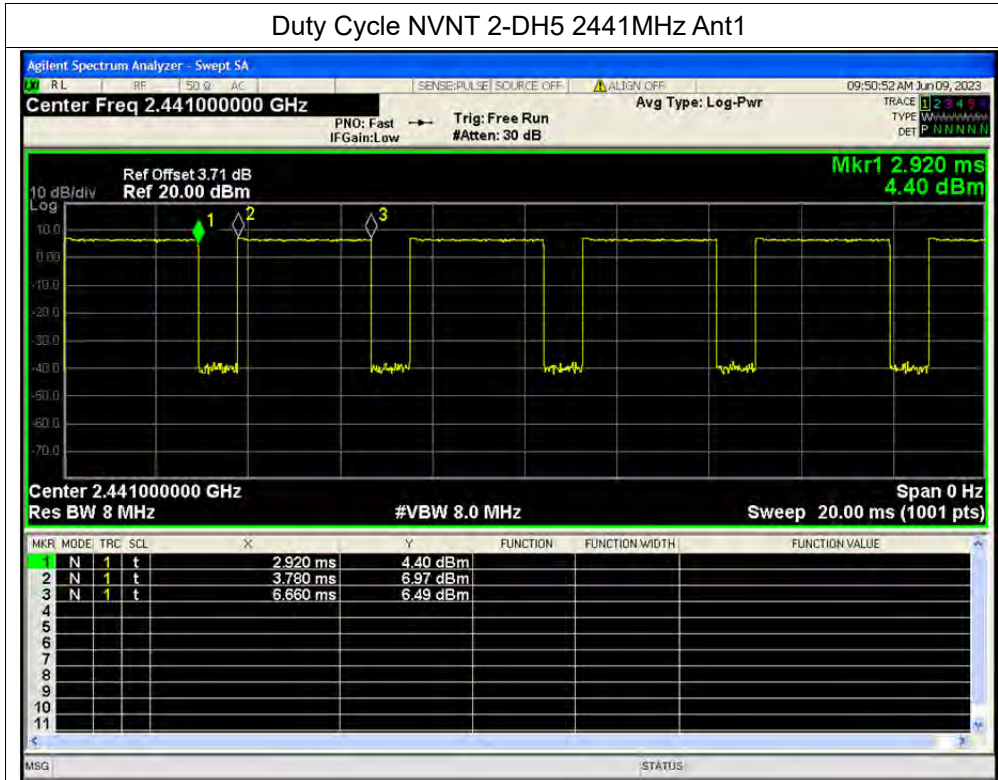 Duty Cycle NVNT 2-DH5 2441MHz Ant1
Agilent Spectrum Analyzer - Swept SA
RL RF 50 Ω AC SENSE:PULSE SOURCE OFF ALIGN OFF 09:50:52 AM Jun 09, 2023
Center Freq 2.441000000 GHz Avg Type: Log-Pwr TRACE 1 2 3 4 5 6
PNO: Fast Trig: Free Run TYPE W
IFGain:Low #Atten: 30 dB DET P N N N N N
Mkr1 2.920 ms
Ref Offset 3.71 dB
10 dB/div Ref 20.00 dBm 4.40 dBm
Log
10.0
0.00
-10.0
-20.0
-30.0
-40.0
-50.0
-60.0
-70.0
1 2 3
Center 2.441000000 GHz Span 0 Hz
Res BW 8 MHz #VBW 8.0 MHz Sweep 20.00 ms (1001 pts)
MKR MODE TRC SCL X Y FUNCTION FUNCTION WIDTH FUNCTION VALUE
1 N 1 t 2.920 ms 4.40 dBm
2 N 1 t 3.780 ms 6.97 dBm
3 N 1 t 6.660 ms 6.49 dBm
4
5
6
7
8
9
10
11
MSG STATUS